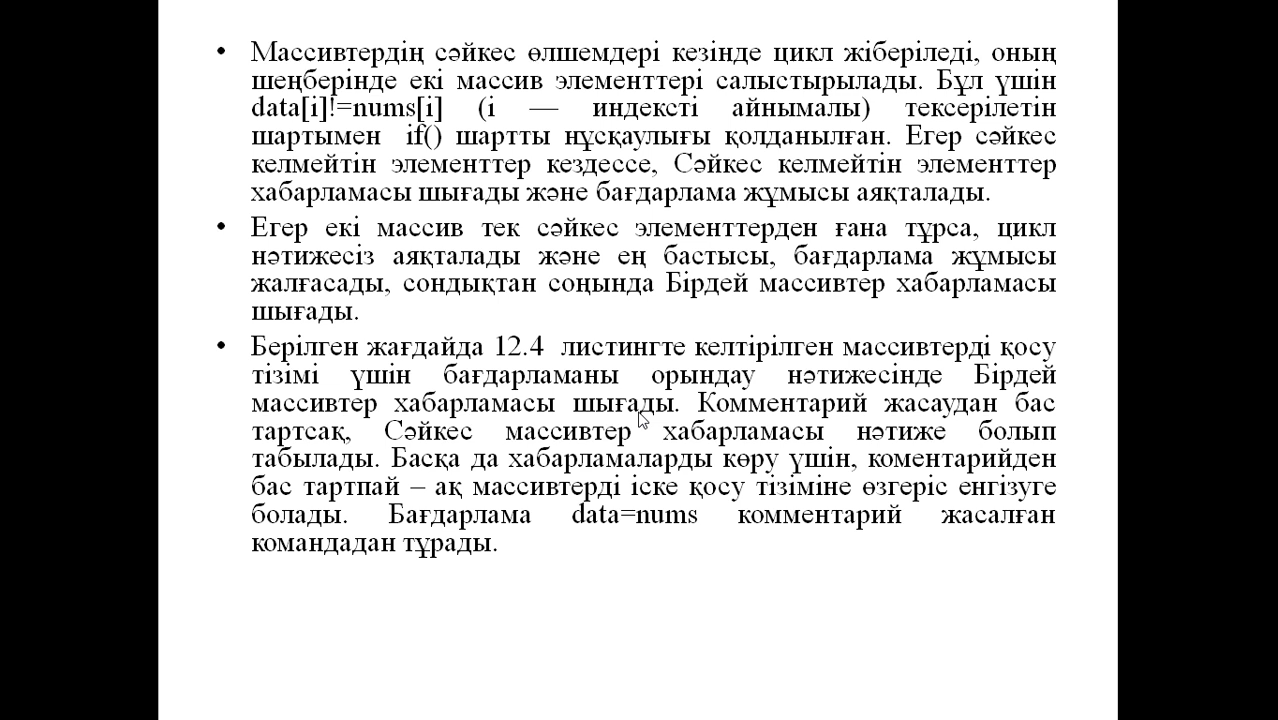 • Массивтердің сәйкес өлшемдері кезінде цикл жіберіледі, оның
шеңберінде екі массив элементтері салыстырылады. Бұл үшін
data[i]!=nums[i] (i — индексті айнымалы) тексерілетін
шартымен if() шартты нұсқаулығы қолданылған. Егер сәйкес
келмейтін элементтер кездессе, Сәйкес келмейтін элементтер
хабарламасы шығады және бағдарлама жұмысы аяқталады.
• Егер екі массив тек сәйкес элементтерден ғана тұрса, цикл
нәтижесіз аяқталады және ең бастысы, бағдарлама жұмысы
жалғасады, сондықтан соңында Бірдей массивтер хабарламасы
шығады.
• Берілген жағдайда 12.4 листингте келтірілген массивтерді қосу
тізімі үшін бағдарламаны орындау нәтижесінде Бірдей
массивтер хабарламасы шығады. Комментарий жасаудан бас
тартсақ, Сәйкес массивтер хабарламасы нәтиже болып
табылады. Басқа да хабарламаларды көру үшін, коментарийден
бас тартпай – ақ массивтерді іске қосу тізіміне өзгеріс енгізуге
болады. Бағдарлама data=nums комментарий жасалған
командадан тұрады.